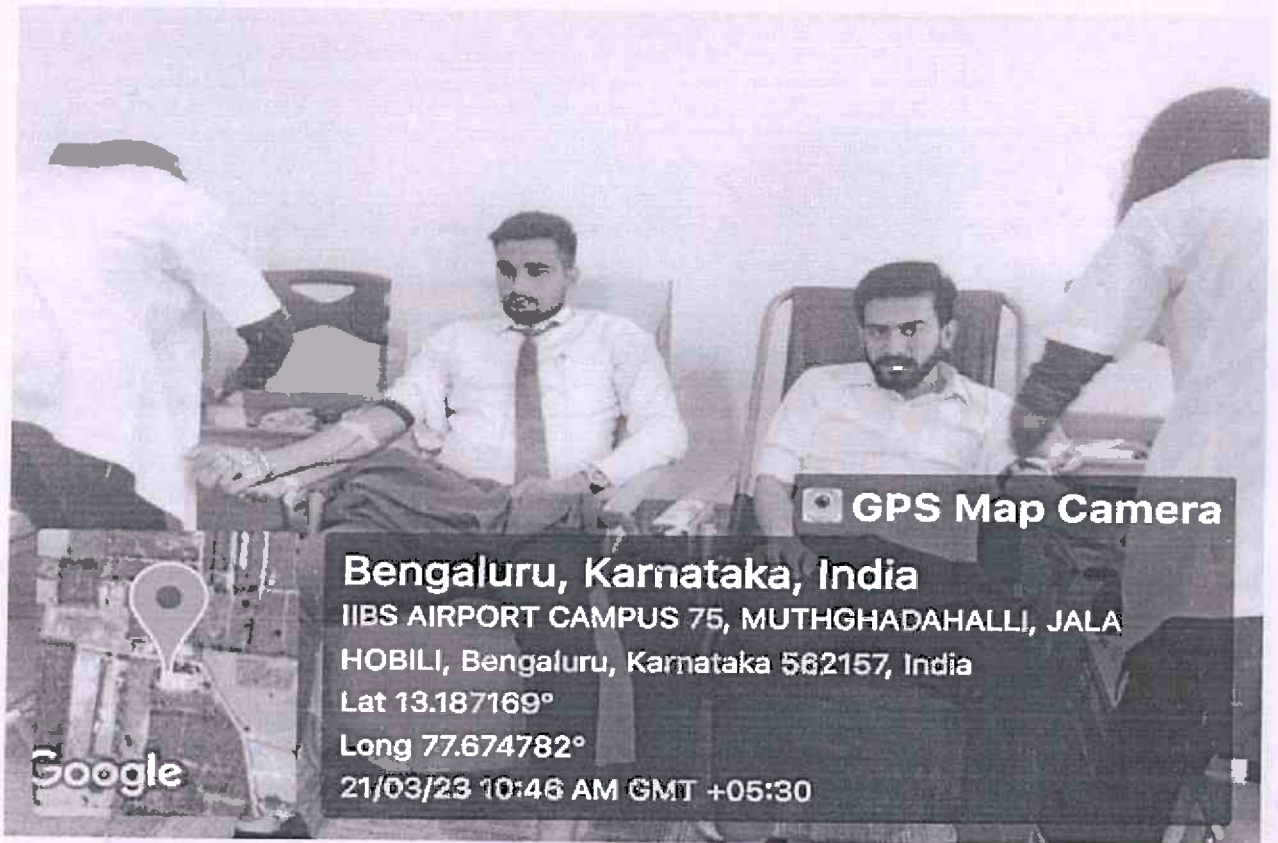 GPS Map Camera
Bengaluru, Karnataka, India
IIBS AIRPORT CAMPUS 75, MUTHGHADAHALLI, JALA
HOBILI, Bengaluru, Karnataka 562157, India
Lat 13.187169°
Long 77.674782°
21/03/23 10:46 AM GMT +05:30
Google